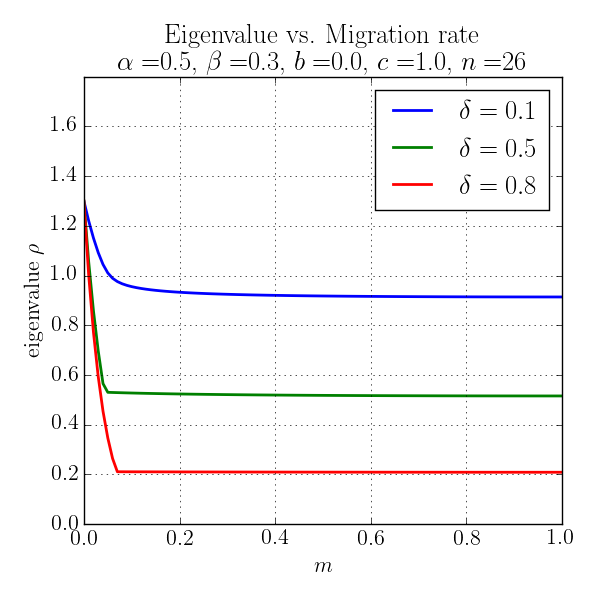 Eigenvalue vs. Migration rate
α =0.5, β =0.3, b =0.0, c =1.0, n =26
δ = 0.1
δ = 0.5
δ = 0.8
eigenvalue ρ
1.6
1.4
1.2
1.0
0.8
0.6
0.4
0.2
0.0
0.0 0.2 0.4 0.6 0.8 1.0
m